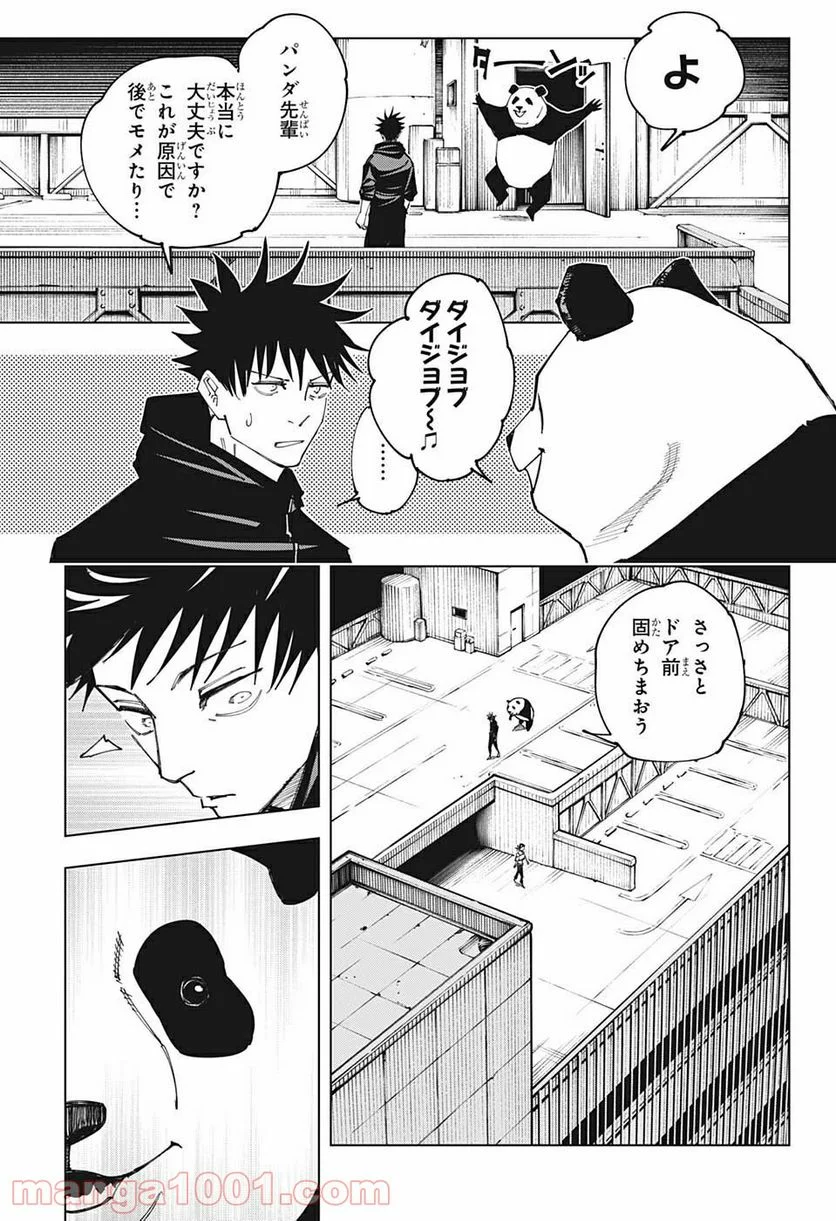 よ
ターンッ
パンダ先輩
本当に
大丈夫ですか？
これが原因で
後でモメたり…
ダイジョブ
ダイジョブ〜♫
……
さっさと
ドア前
固めちまおう
manga1001.com